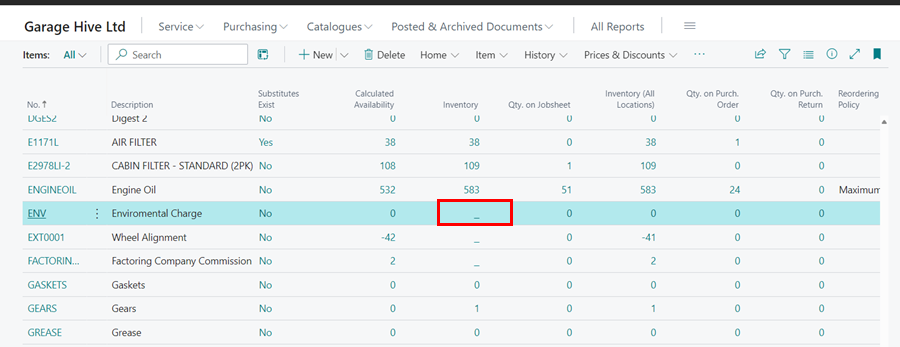 Garage Hive Ltd Service Purchasing Catalogues Posted & Archived Documents All Reports
Items: All Search New Delete Home Item History Prices & Discounts ...
No. ↑ Description Substitutes Exist Calculated Availability Inventory Qty. on Jobsheet Inventory (All Locations) Qty. on Purch. Order Qty. on Purch. Return Reordering Policy
DGES2 Digest 2 No 0 0 0 0 0 0
E1171L AIR FILTER Yes 38 38 0 38 1 0
E2978LI-2 CABIN FILTER - STANDARD (2PK) No 108 109 1 109 0 0
ENGINEOIL Engine Oil No 532 583 51 583 24 0 Maximum
ENV Enviromental Charge No 0 _ 0 0 0 0
EXT0001 Wheel Alignment No -42 _ 0 -41 0 0
FACTORIN... Factoring Company Commission No 2 _ 0 2 0 0
GASKETS Gaskets No 0 0 0 0 0 0
GEARS Gears No 0 1 0 1 0 0
GREASE Grease No 0 0 0 0 0 0